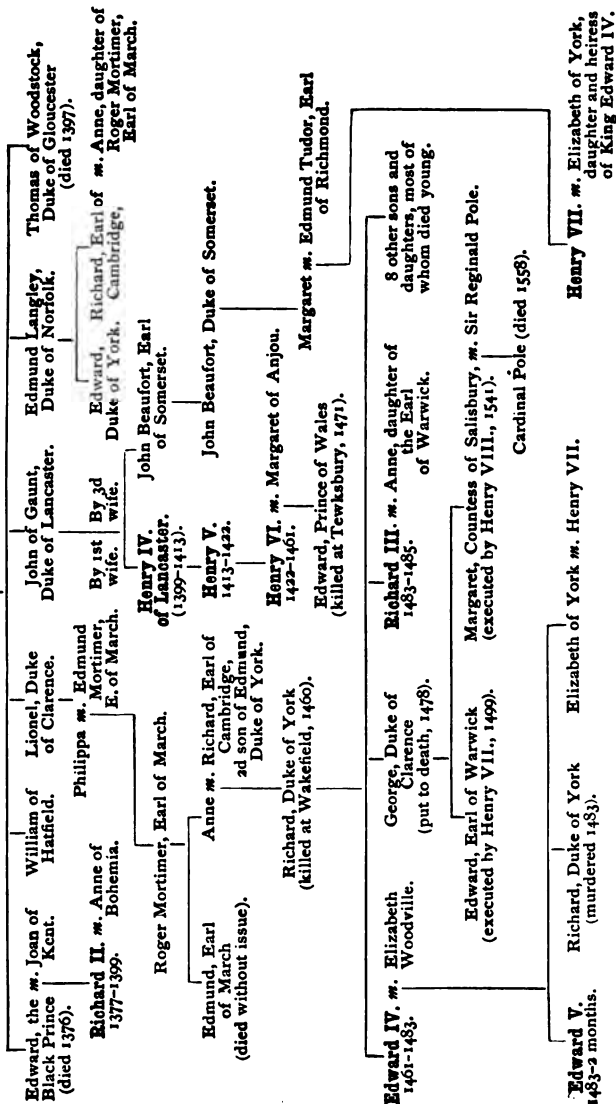 Edward, the m. Joan of
Black Prince Kent.
(died 1376).
William of
Hatfield.
Lionel, Duke
of Clarence.
John of Gaunt,
Duke of Lancaster.
Edmund Langley,
Duke of Norfolk.
Thomas of Woodstock,
Duke of Gloucester
(died 1397).
Richard II. m. Anne of
1377-1399. Bohemia.
Philippa m. Edmund
Mortimer,
E. of March.
By 1st By 3d
wife. wife.
Edward, Richard, Earl of m. Anne, daughter of
Duke of York. Cambridge, Roger Mortimer,
Earl of March.
Henry IV.
of Lancaster.
(1399-1413).
John Beaufort, Earl
of Somerset.
Roger Mortimer, Earl of March.
Henry V.
1413-1422.
John Beaufort, Duke of Somerset.
Edmund, Earl
of March
(died without issue).
Anne m. Richard, Earl of
Cambridge,
2d son of Edmund,
Duke of York.
Henry VI. m. Margaret of Anjou.
1422-1461.
Margaret m. Edmund Tudor, Earl
of Richmond.
Richard, Duke of York
(killed at Wakefield, 1460).
Edward, Prince of Wales
(killed at Tewksbury, 1471).
Edward IV. m. Elizabeth
1461-1483. Woodville.
George, Duke of
Clarence
(put to death, 1478).
Richard III. m. Anne, daughter of
1483-1485. the Earl
of Warwick.
8 other sons and
daughters, most of
whom died young.
Edward, Earl of Warwick
(executed by Henry VII., 1499).
Margaret, Countess of Salisbury, m. Sir Reginald Pole.
(executed by Henry VIII., 1541).
Cardinal Pole (died 1558).
Edward V.
1483-2 months.
Richard, Duke of York
(murdered 1483).
Elizabeth of York m. Henry VII.
Henry VII. m. Elizabeth of York,
daughter and heiress
of King Edward IV.